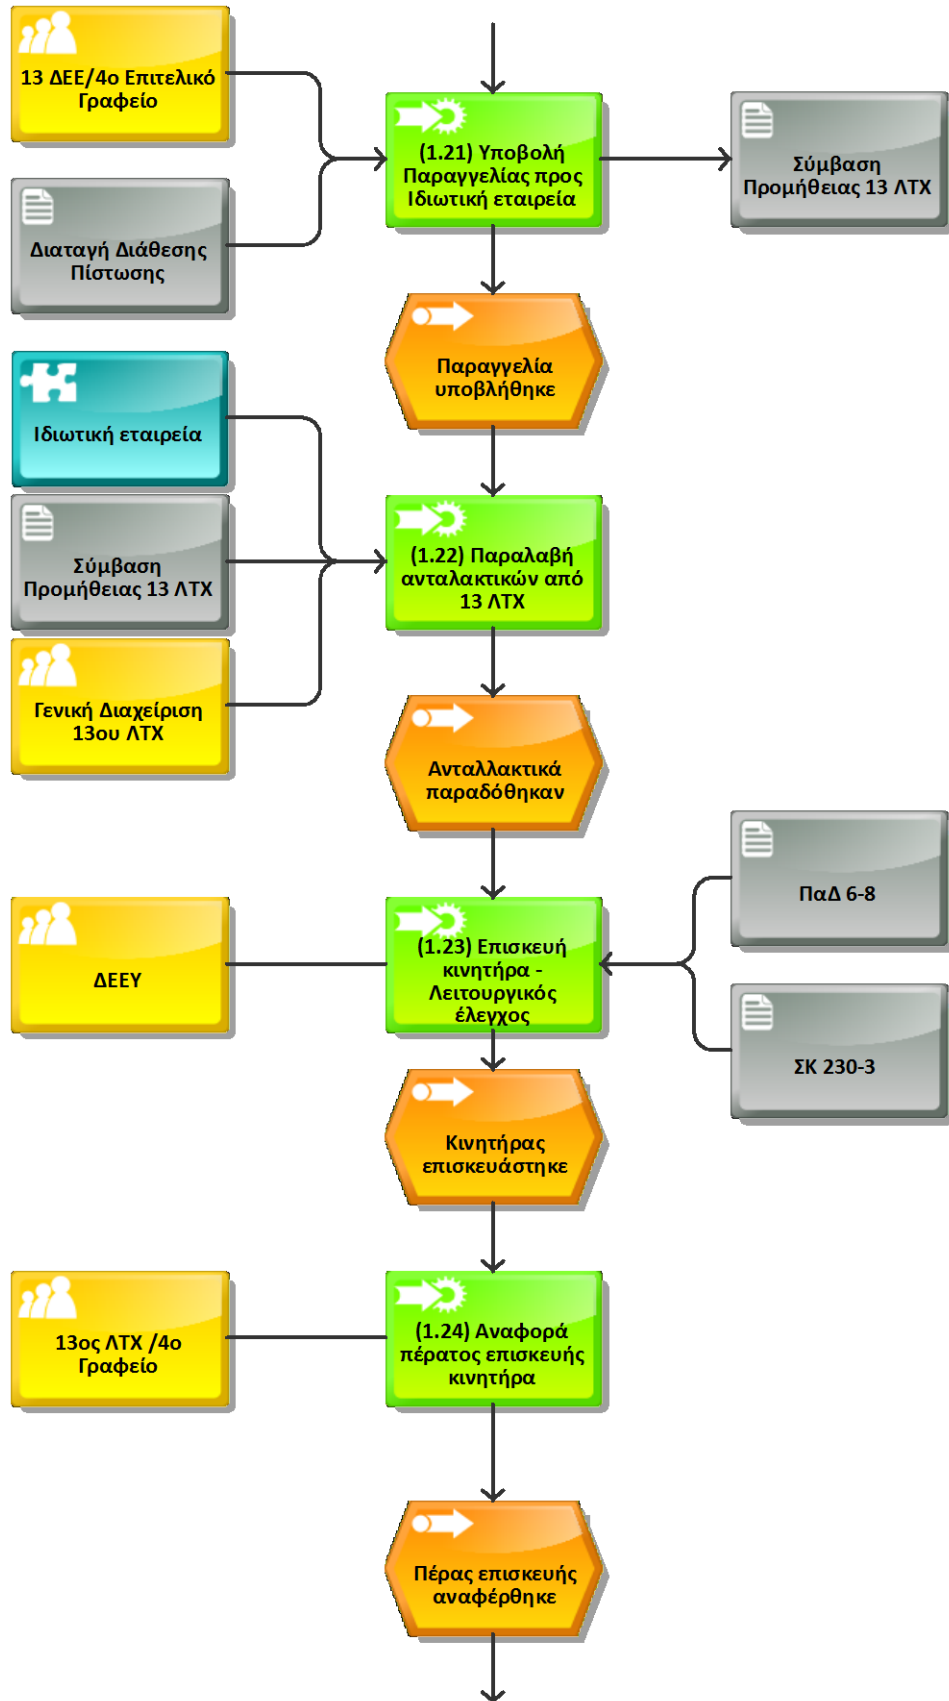 13 ΔΕΕ/4ο Επιτελικό
Γραφείο
(1.21) Υποβολή
Παραγγελίας προς
Ιδιωτική εταιρεία
Σύμβαση
Προμήθειας 13 ΛΤΧ
Διαταγή Διάθεσης
Πίστωσης
Παραγγελία
υποβλήθηκε
Ιδιωτική εταιρεία
Σύμβαση
Προμήθειας 13 ΛΤΧ
(1.22) Παραλαβή
ανταλακτικών από
13 ΛΤΧ
Γενική Διαχείριση
13ου ΛΤΧ
Ανταλλακτικά
παραδόθηκαν
ΠαΔ 6-8
ΔΕΕΥ
(1.23) Επισκευή
κινητήρα -
Λειτουργικός
έλεγχος
ΣΚ 230-3
Κινητήρας
επισκευάστηκε
13ος ΛΤΧ /4ο
Γραφείο
(1.24) Αναφορά
πέρατος επισκευής
κινητήρα
Πέρας επισκευής
αναφέρθηκε